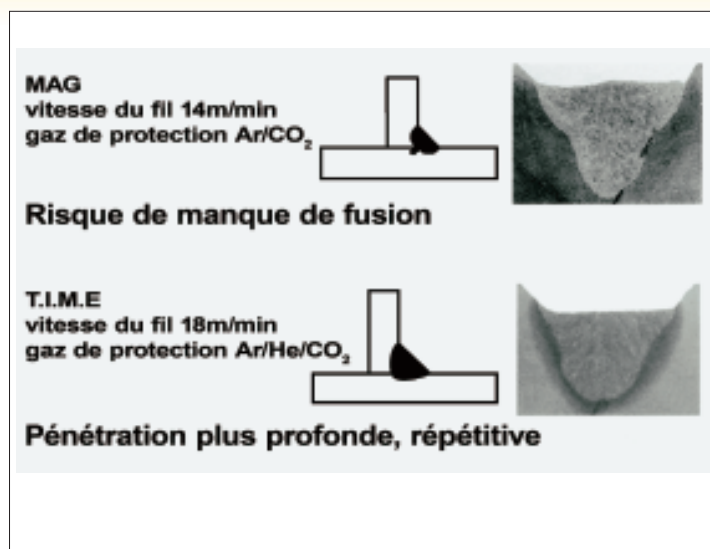 MAG
vitesse du fil 14m/min
gaz de protection Ar/CO₂
Risque de manque de fusion
T.I.M.E
vitesse du fil 18m/min
gaz de protection Ar/He/CO₂
Pénétration plus profonde, répétitive